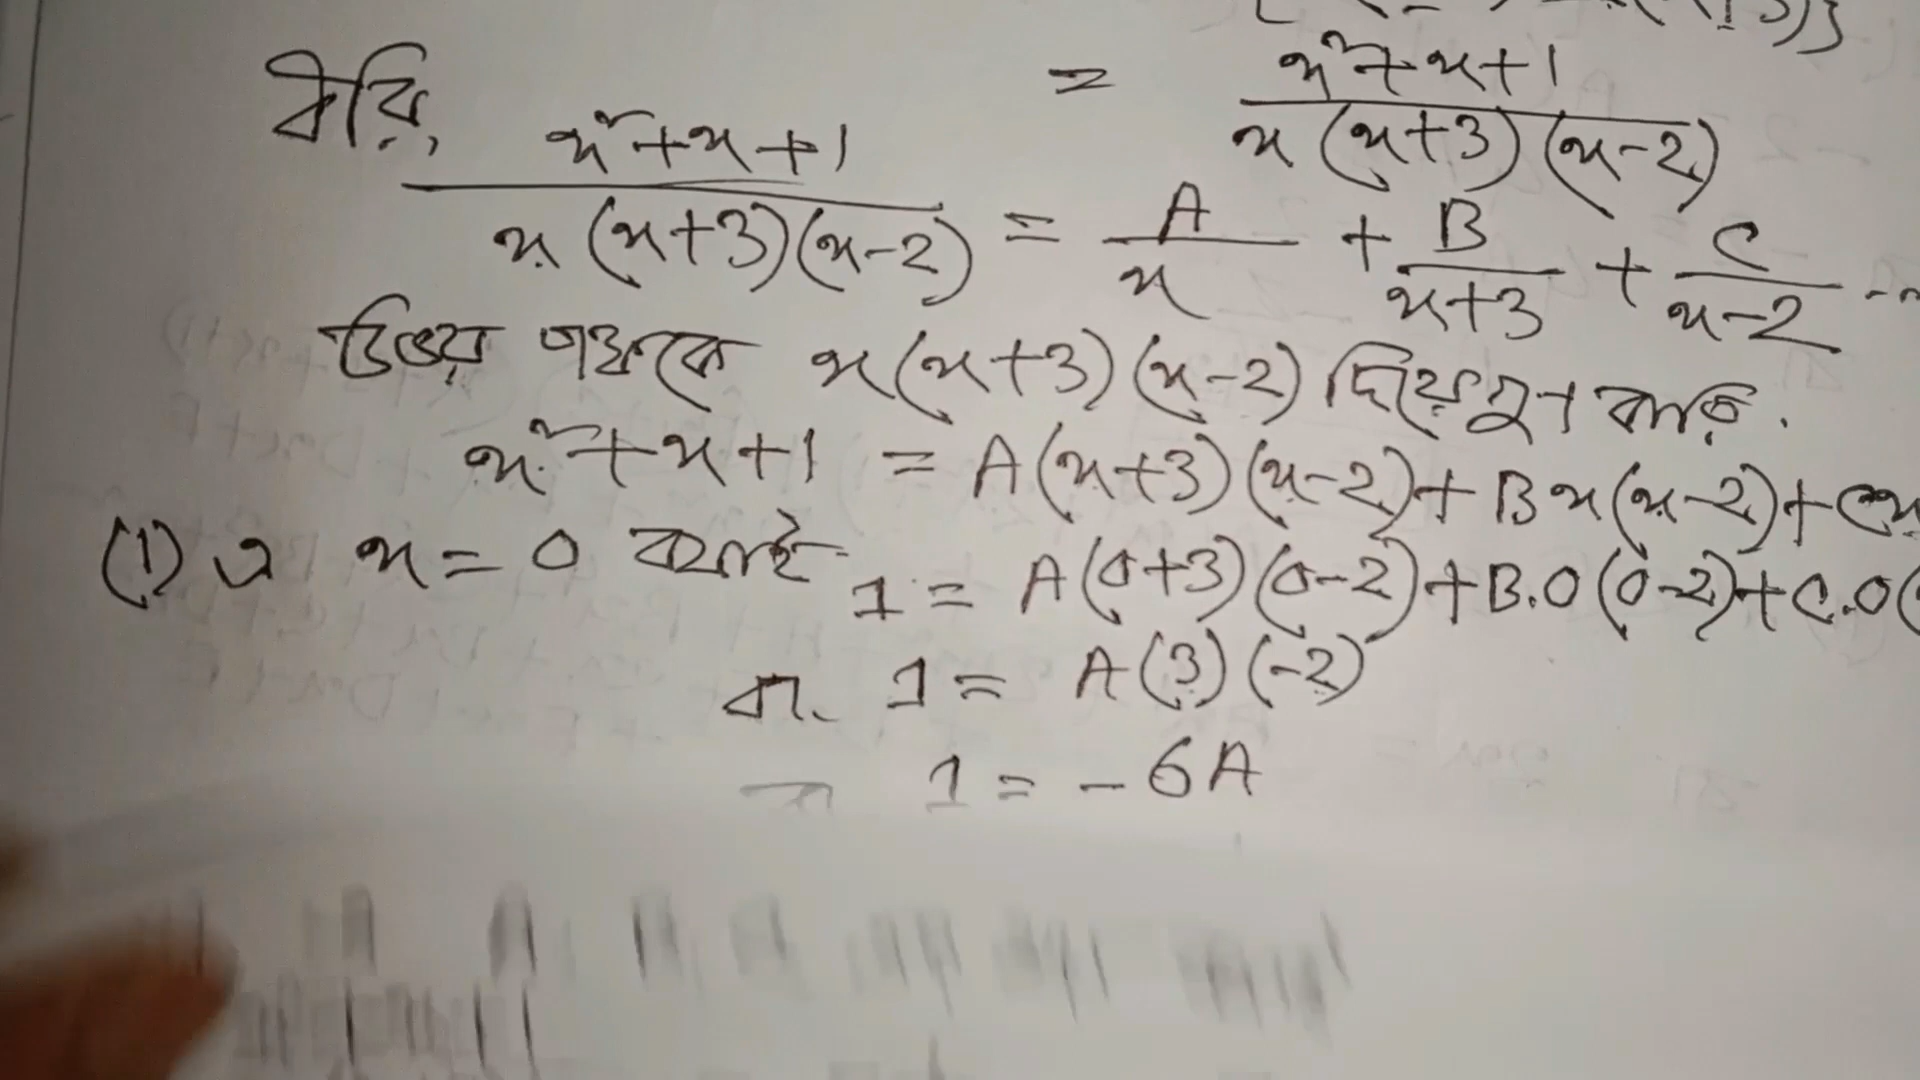 = x²+x+1 / x(x+3)(x-2)
ধরি, x²+x+1 / x(x+3)(x-2) = A/x + B/x+3 + C/x-2
উভয় পক্ষকে x(x+3)(x-2) দিয়ে গুণ করি.
x²+x+1 = A(x+3)(x-2)+Bx(x-2)+Cx
(1) এ x=0 বসাই 1 = A(0+3)(0-2)+B.0(0-2)+C.0(
বা. 1 = A(3)(-2)
বা 1 = -6A